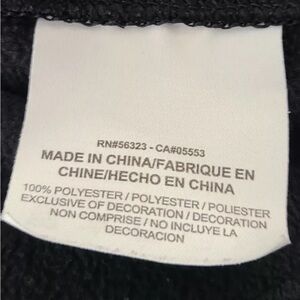 RN#56323 - CA#05553
MADE IN CHINA/FABRIQUE EN
CHINE/HECHO EN CHINA
100% POLYESTER / POLYESTER / POLIESTER
EXCLUSIVE OF DECORATION / DECORATION
NON COMPRISE / NO INCLUYE LA
DECORACION